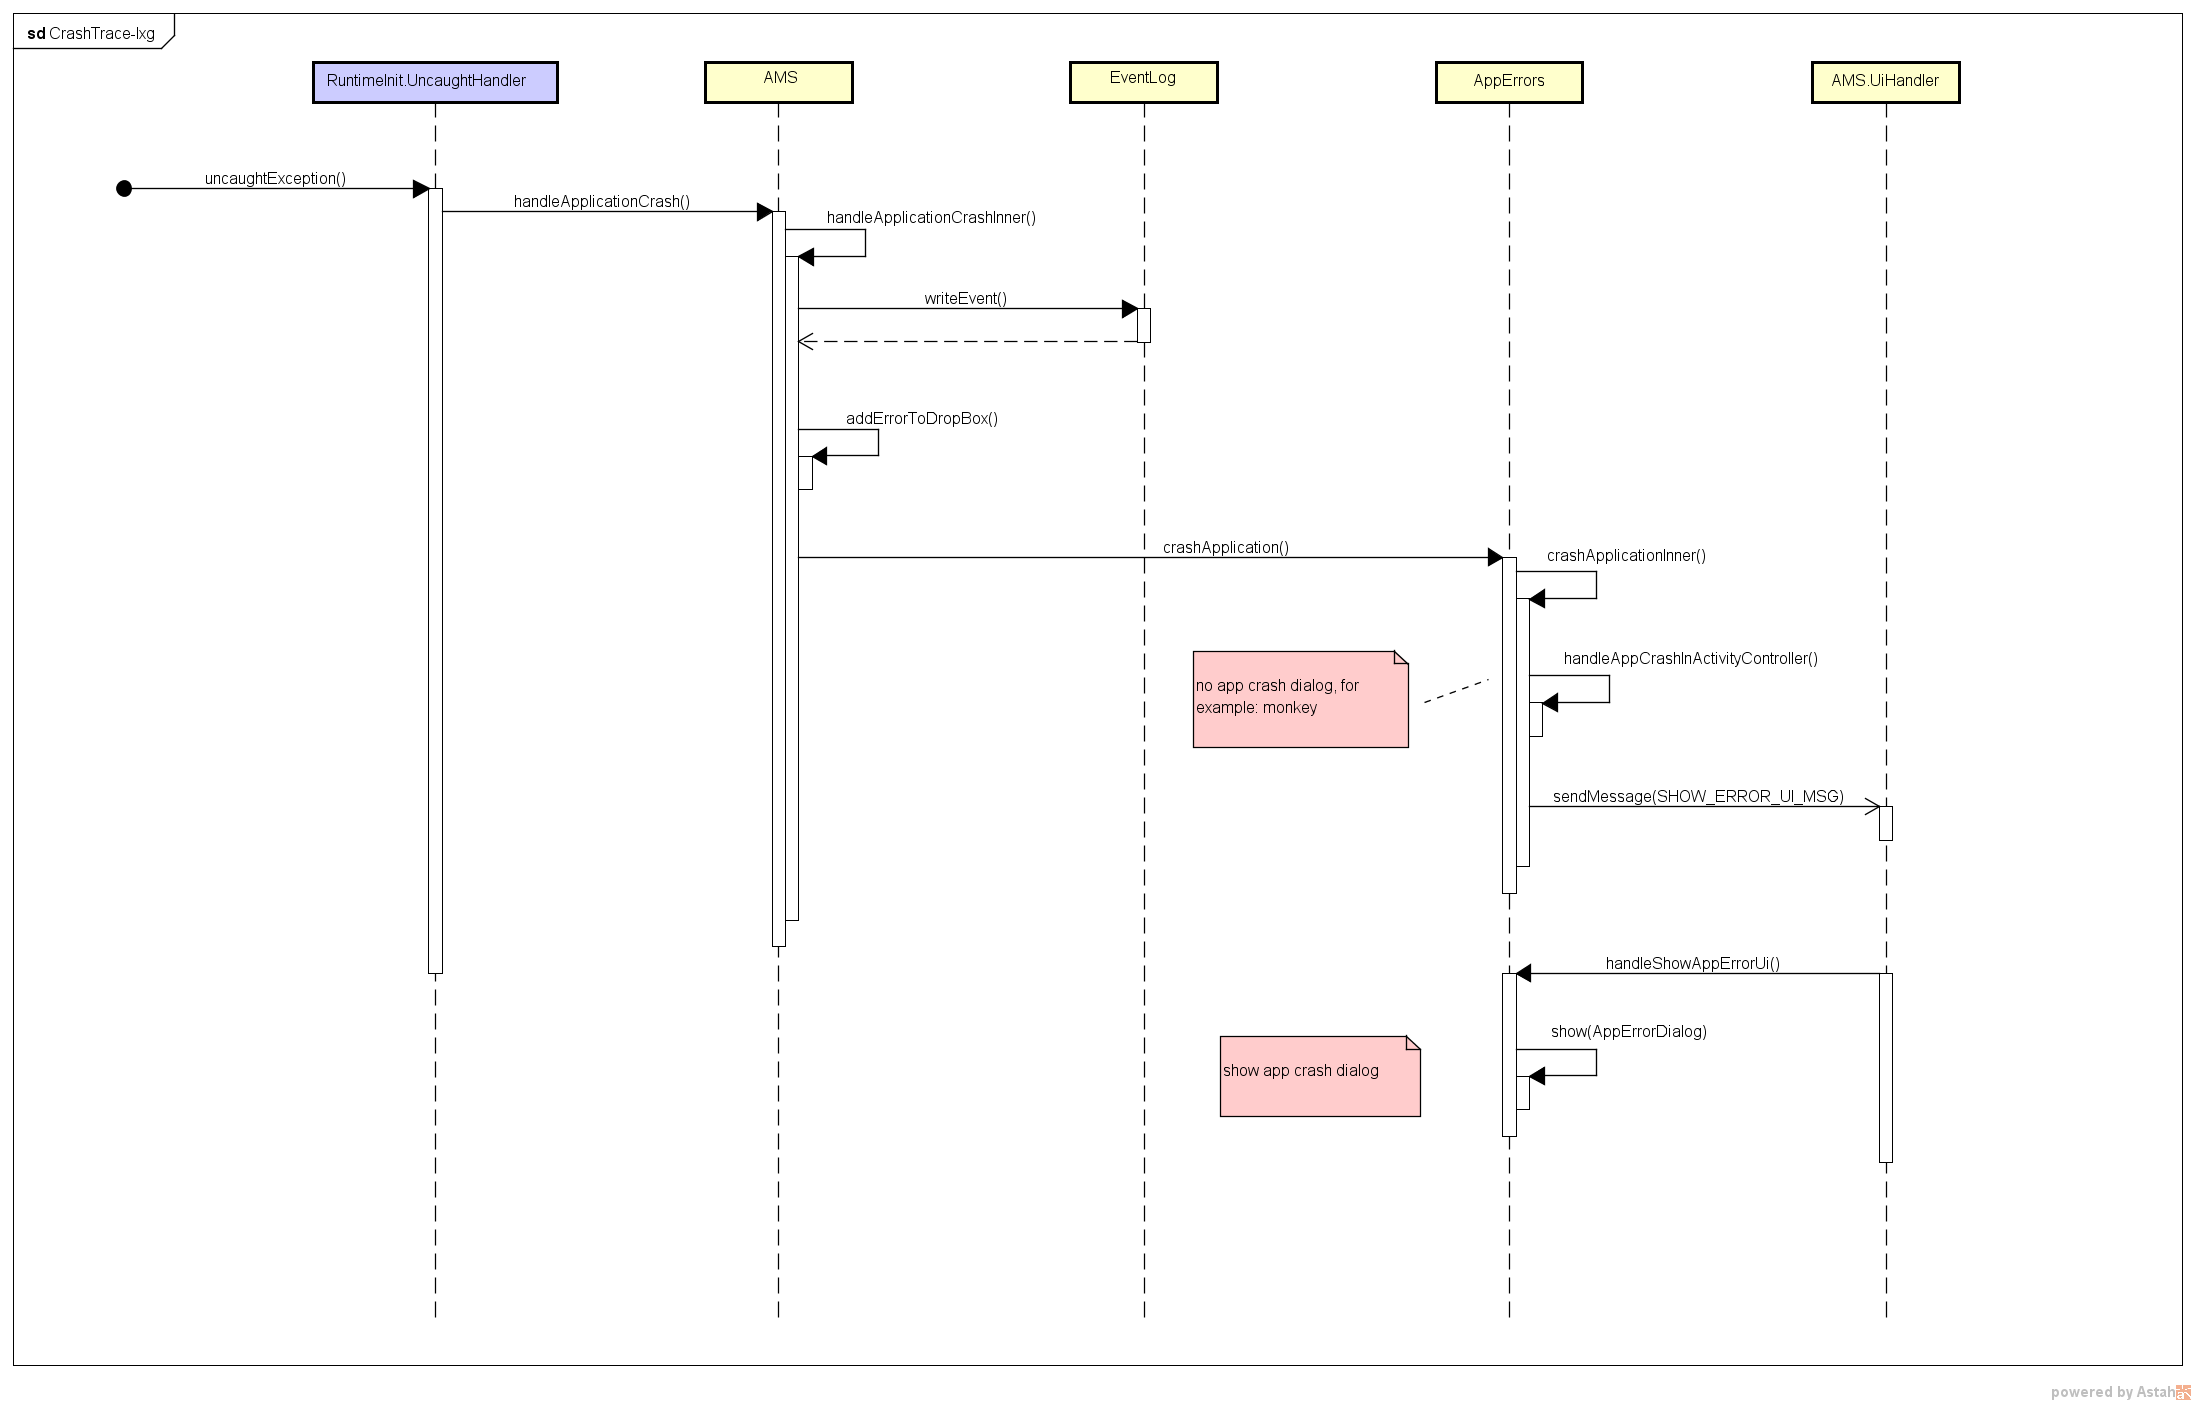 sd CrashTrace-lxg
RuntimeInit.UncaughtHandler
AMS
EventLog
AppErrors
AMS.UiHandler
uncaughtException()
handleApplicationCrash()
handleApplicationCrashInner()
writeEvent()
addErrorToDropBox()
crashApplication()
crashApplicationInner()
no app crash dialog, for
example: monkey
handleAppCrashInActivityController()
sendMessage(SHOW_ERROR_UI_MSG)
handleShowAppErrorUi()
show(AppErrorDialog)
show app crash dialog
powered by Astah